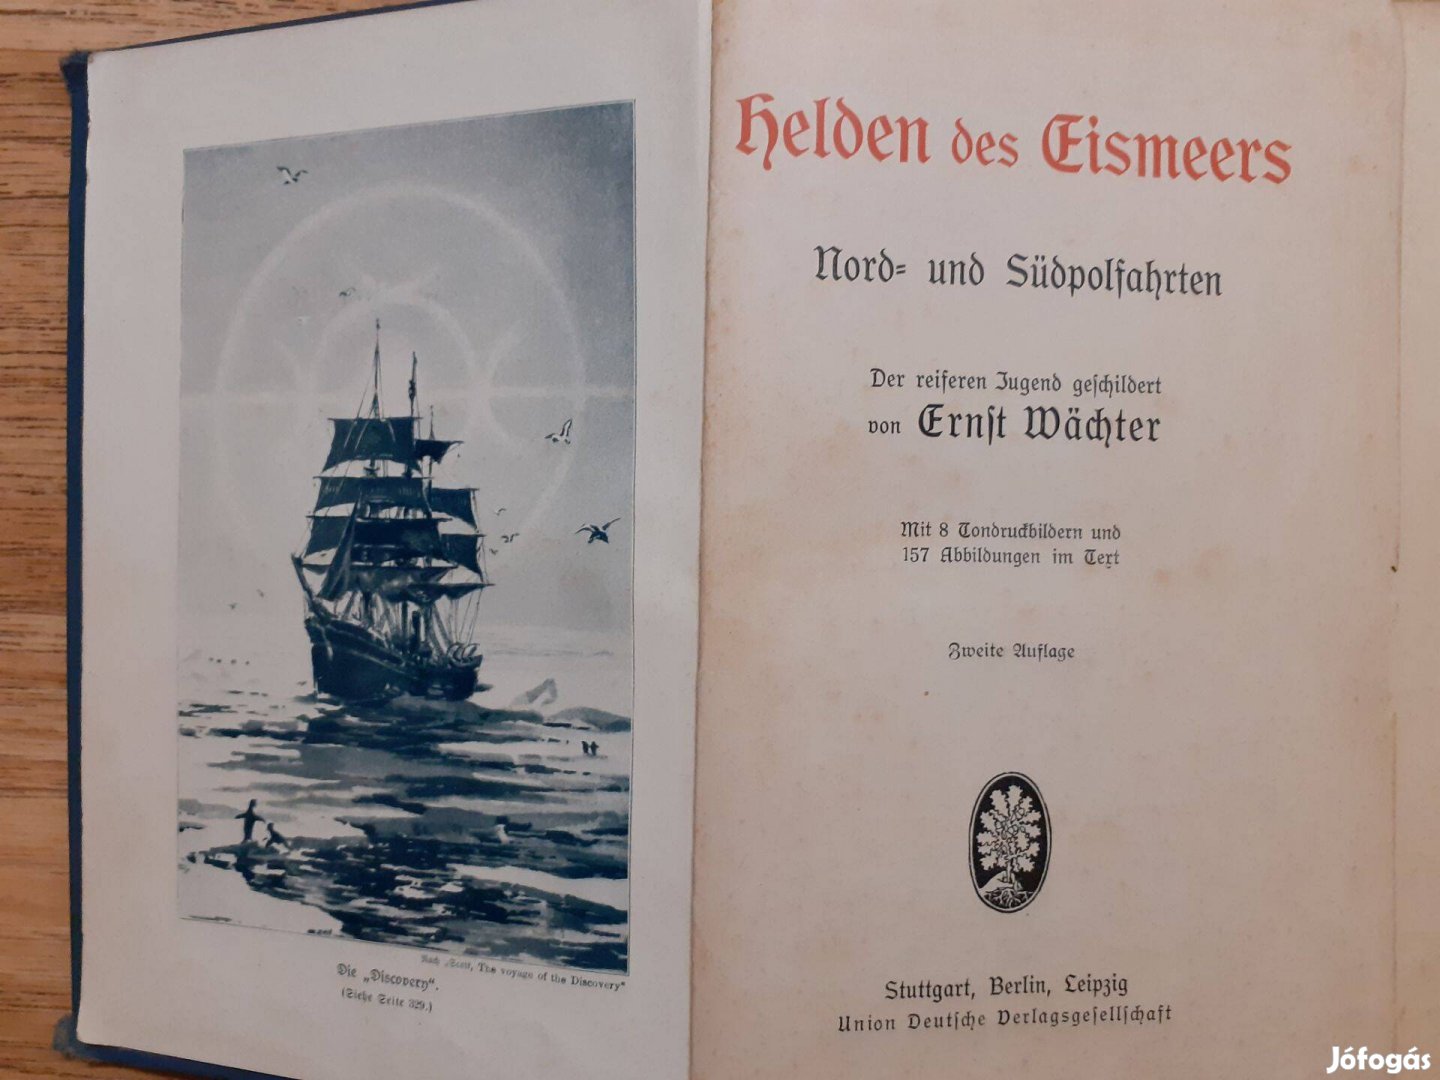 Nach „Scott, The voyage of the Discovery“
Die „Discovery“.
(Siehe Seite 329.)
Helden des Eismeers
Nord- und Südpolfahrten
Der reiferen Jugend geschildert
von Ernst Wächter
Mit 8 Tondruckbildern und
157 Abbildungen im Text
Zweite Auflage
Stuttgart, Berlin, Leipzig
Union Deutsche Verlagsgesellschaft
Jófogás